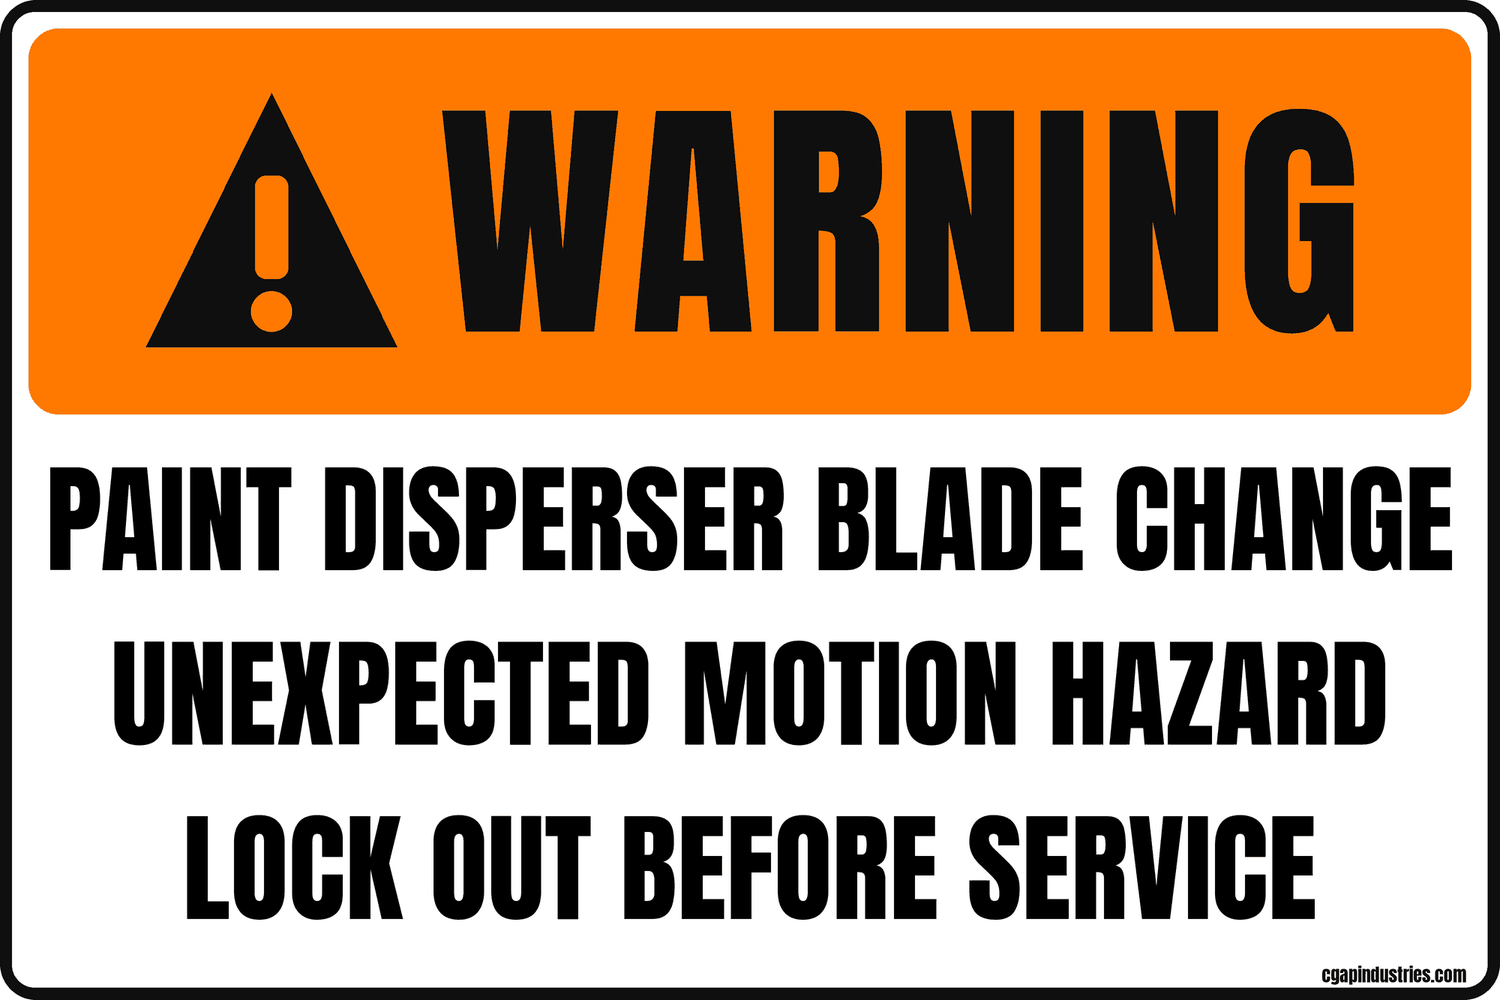 WARNING
PAINT DISPERSER BLADE CHANGE
UNEXPECTED MOTION HAZARD
LOCK OUT BEFORE SERVICE
cgapindustries.com